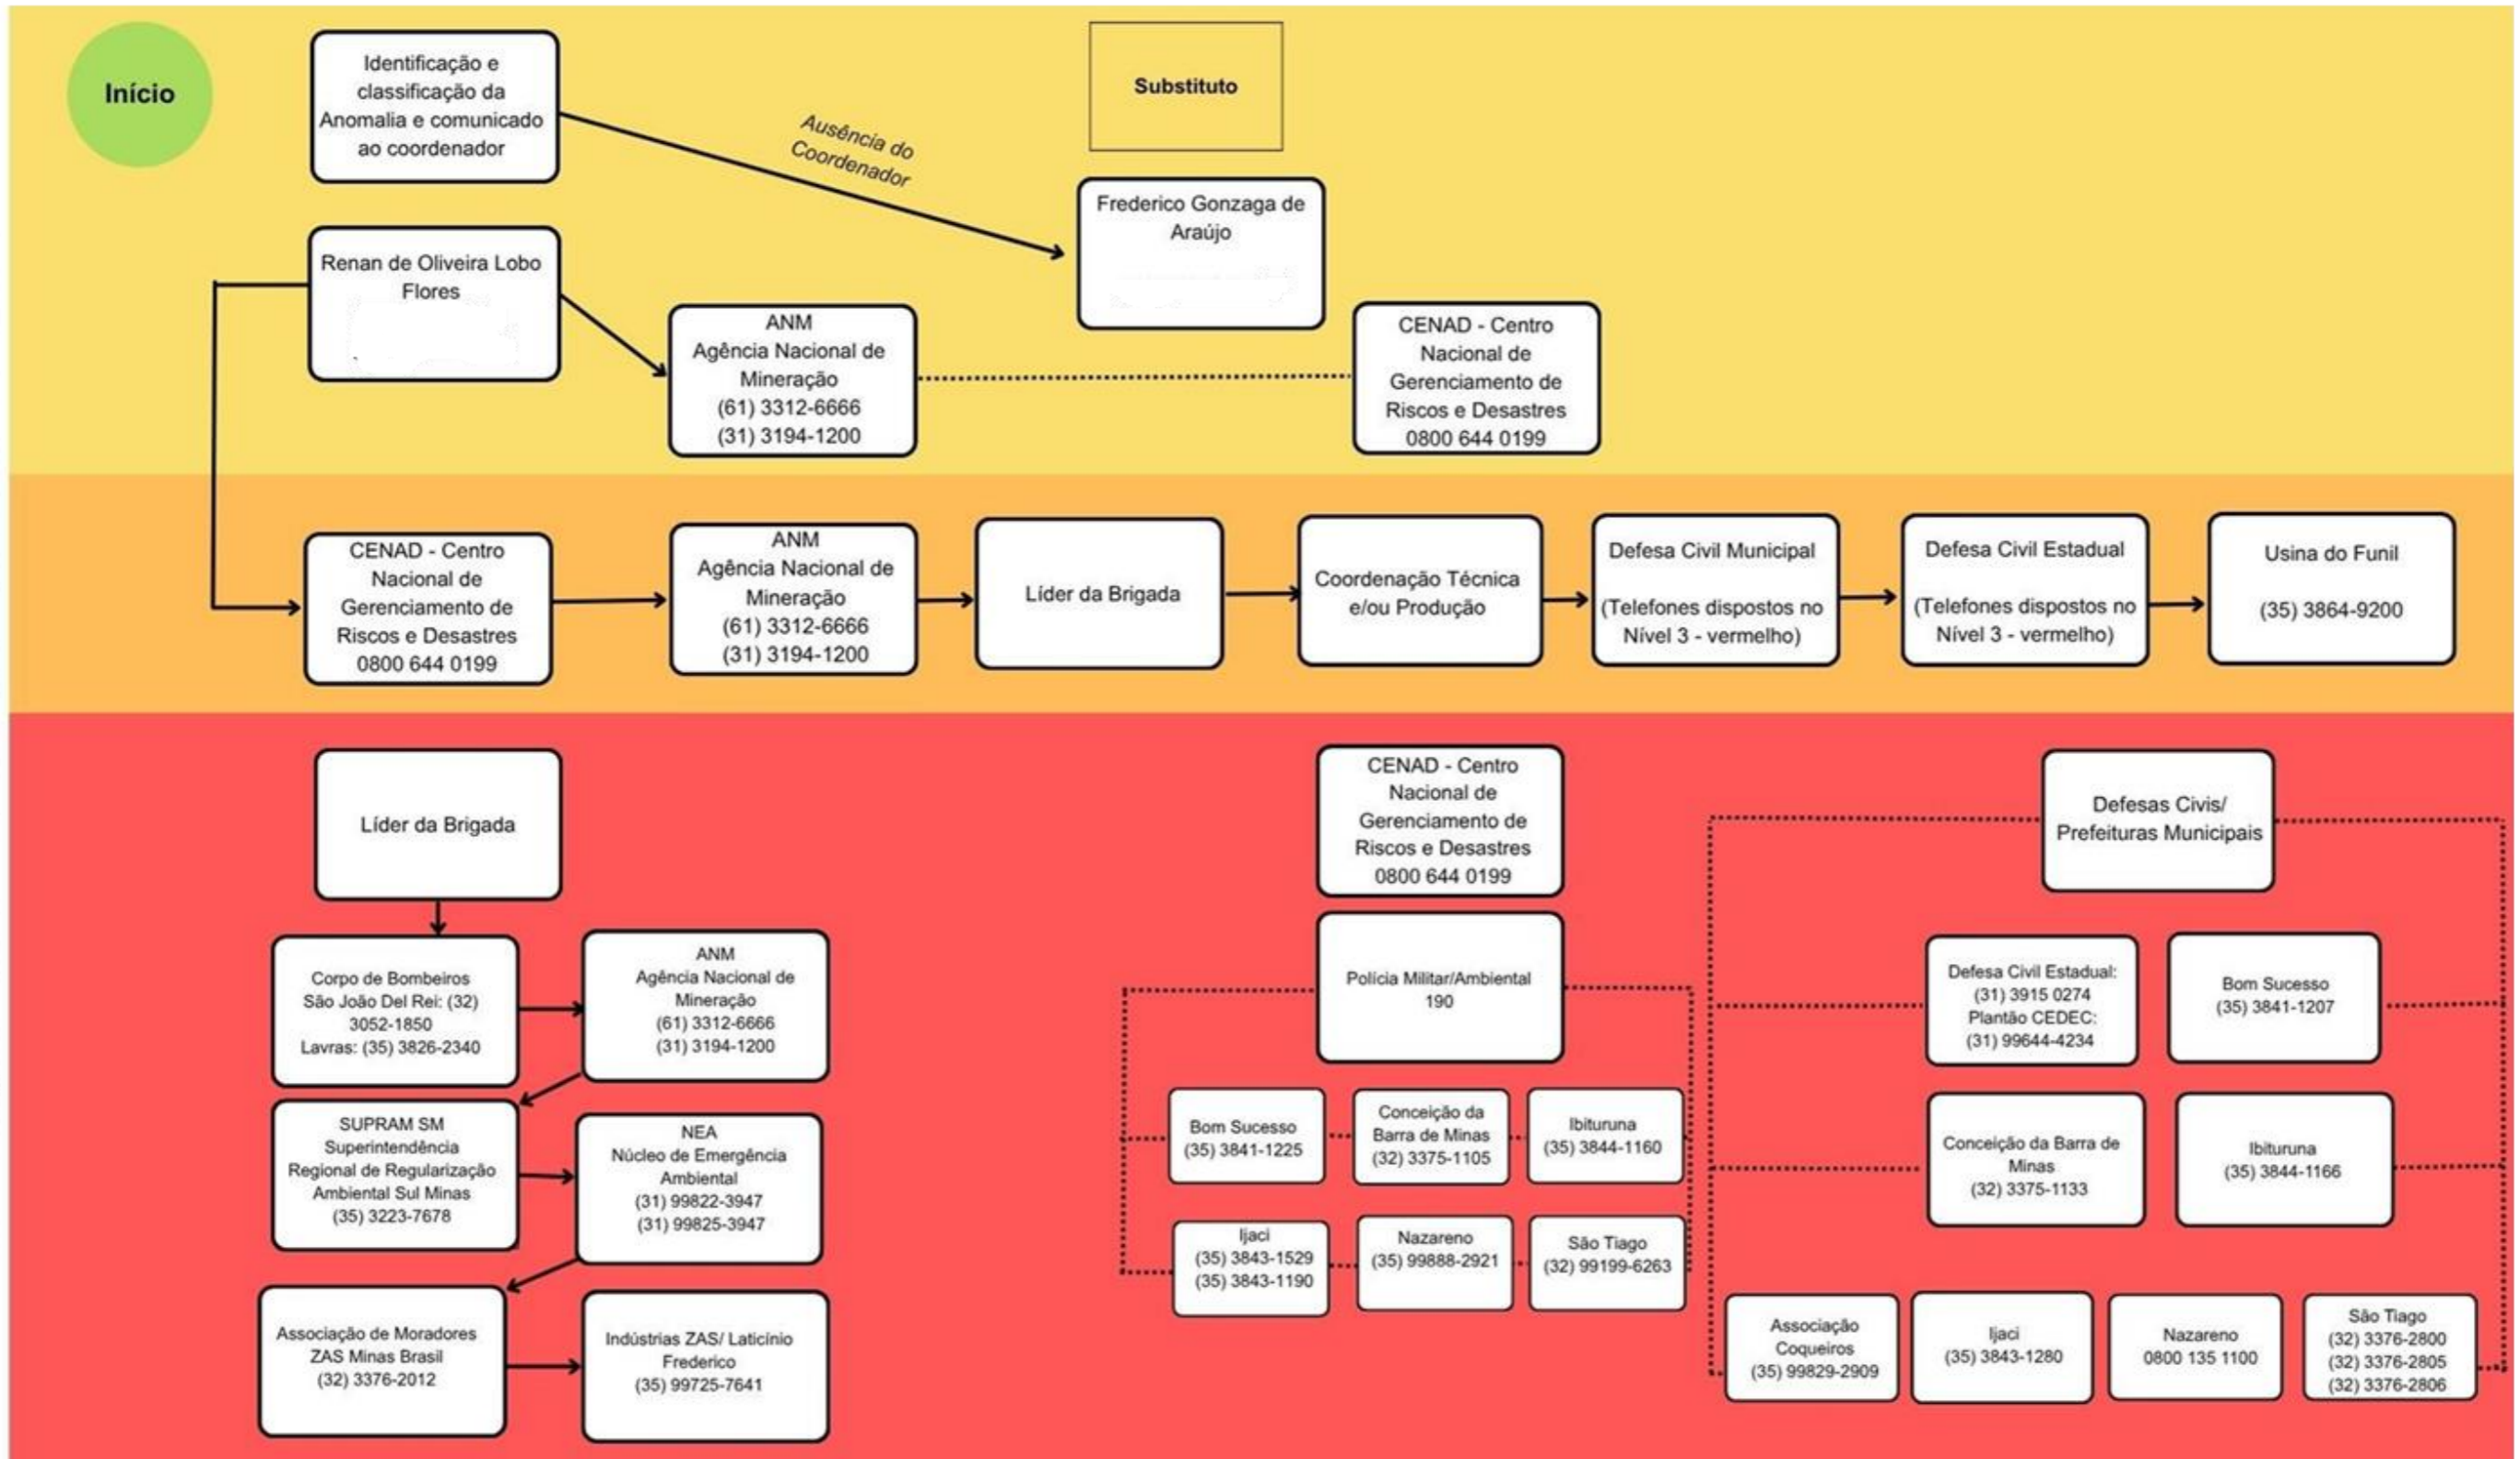 Início
Identificação e
classificação da
Anomalia e comunicado
ao coordenador
Ausência do
Coordenador
Substituto
Frederico Gonzaga de
Araújo
Renan de Oliveira Lobo
Flores
ANM
Agência Nacional de
Mineração
(61) 3312-6666
(31) 3194-1200
CENAD - Centro
Nacional de
Gerenciamento de
Riscos e Desastres
0800 644 0199
CENAD - Centro
Nacional de
Gerenciamento de
Riscos e Desastres
0800 644 0199
ANM
Agência Nacional de
Mineração
(61) 3312-6666
(31) 3194-1200
Líder da Brigada
Coordenação Técnica
e/ou Produção
Defesa Civil Municipal
(Telefones dispostos no
Nível 3 - vermelho)
Defesa Civil Estadual
(Telefones dispostos no
Nível 3 - vermelho)
Usina do Funil
(35) 3864-9200
Líder da Brigada
Corpo de Bombeiros
São João Del Rei: (32)
3052-1850
Lavras: (35) 3826-2340
ANM
Agência Nacional de
Mineração
(61) 3312-6666
(31) 3194-1200
SUPRAM SM
Superintendência
Regional de Regularização
Ambiental Sul Minas
(35) 3223-7678
NEA
Núcleo de Emergência
Ambiental
(31) 99822-3947
(31) 99825-3947
Associação de Moradores
ZAS Minas Brasil
(32) 3376-2012
Indústrias ZAS/ Laticínio
Frederico
(35) 99725-7641
CENAD - Centro
Nacional de
Gerenciamento de
Riscos e Desastres
0800 644 0199
Polícia Militar/Ambiental
190
Bom Sucesso
(35) 3841-1225
Conceição da
Barra de Minas
(32) 3375-1105
Ibituruna
(35) 3844-1160
Ijaci
(35) 3843-1529
(35) 3843-1190
Nazareno
(35) 99888-2921
São Tiago
(32) 99199-6263
Defesas Civis/
Prefeituras Municipais
Defesa Civil Estadual:
(31) 3915 0274
Plantão CEDEC:
(31) 99644-4234
Bom Sucesso
(35) 3841-1207
Conceição da Barra de
Minas
(32) 3375-1133
Ibituruna
(35) 3844-1166
Associação
Coqueiros
(35) 99829-2909
Ijaci
(35) 3843-1280
Nazareno
0800 135 1100
São Tiago
(32) 3376-2800
(32) 3376-2805
(32) 3376-2806